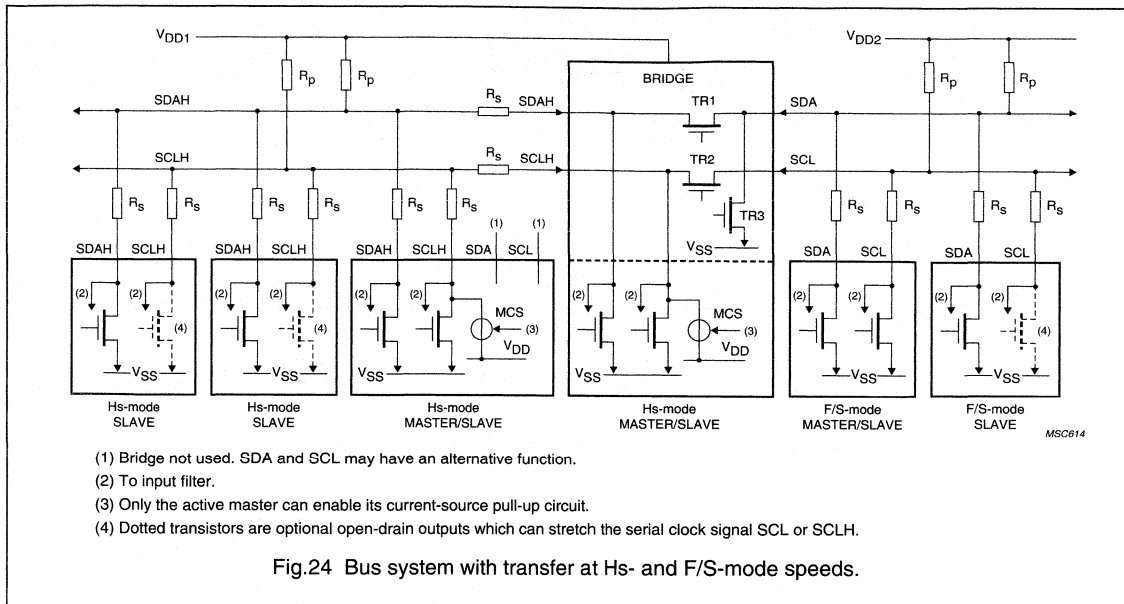 VDD1
VDD2
Rp Rp
BRIDGE
Rp Rp
SDAH
Rs
SDAH
TR1
SDA
SCLH
Rs
SCLH
TR2
SCL
Rs Rs Rs Rs Rs Rs
(1) (1)
TR3
Rs Rs Rs Rs
VSS
SDAH SCLH SDAH SCLH SDAH SCLH SDA SCL
SDA SCL SDA SCL
(2) (2) (4) VSS
(2) (2) (4) VSS
(2) (2) MCS (3) VDD VSS
(2) (2) MCS (3) VDD VSS
(2) (2) VSS
(2) (2) (4) VSS
Hs-mode
SLAVE
Hs-mode
SLAVE
Hs-mode
MASTER/SLAVE
Hs-mode
MASTER/SLAVE
F/S-mode
MASTER/SLAVE
F/S-mode
SLAVE
MSC614
(1) Bridge not used. SDA and SCL may have an alternative function.
(2) To input filter.
(3) Only the active master can enable its current-source pull-up circuit.
(4) Dotted transistors are optional open-drain outputs which can stretch the serial clock signal SCL or SCLH.
Fig.24 Bus system with transfer at Hs- and F/S-mode speeds.